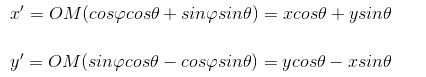 x′ = OM(cosφcosθ + sinφsinθ) = xcosθ + ysinθ
y′ = OM(sinφcosθ − cosφsinθ) = ycosθ − xsinθ